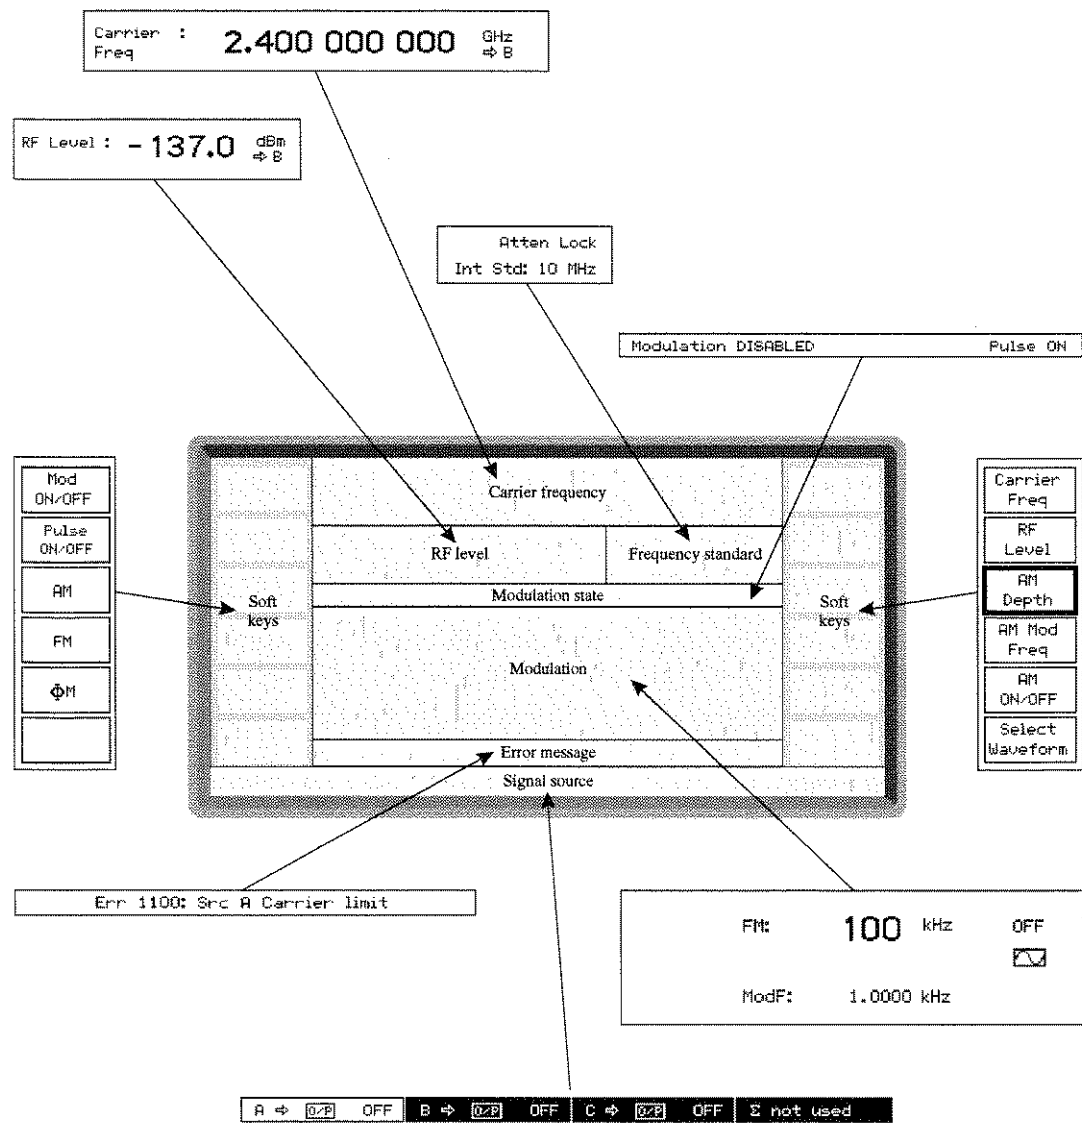 Carrier : 2.400 000 000 GHz
Freq ⇨ B
RF Level : - 137.0 dBm
⇨ B
Atten Lock
Int Std: 10 MHz
Modulation DISABLED Pulse ON
Mod
ON/OFF
Pulse
ON/OFF
AM
FM
ΦM
Carrier frequency
RF level
Frequency standard
Modulation state
Soft
keys
Modulation
Soft
keys
Error message
Signal source
Carrier
Freq
RF
Level
AM
Depth
AM Mod
Freq
AM
ON/OFF
Select
Waveform
Err 1100: Src A Carrier limit
FM: 100 kHz OFF
ModF: 1.0000 kHz
A ⇨ O/P OFF B ⇨ O/P OFF C ⇨ O/P OFF Σ not used